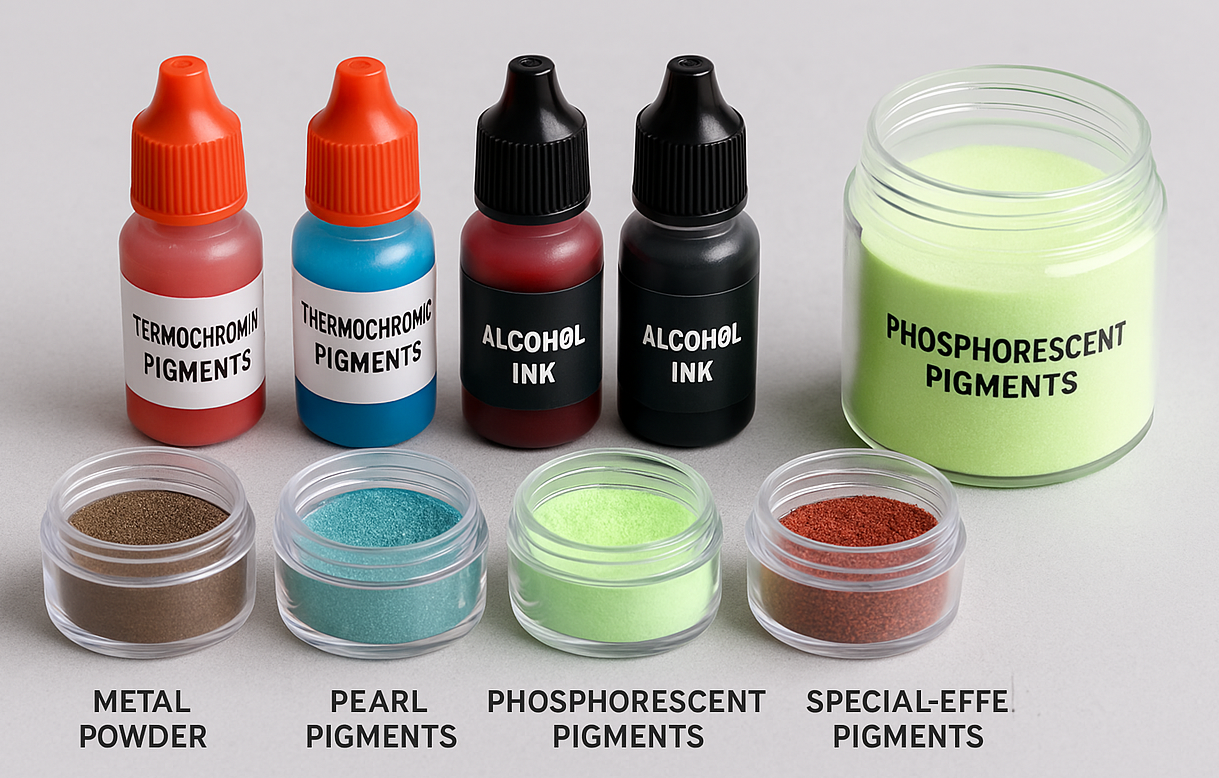 TERMOCHROMIN
PIGMENTS
THERMOCHROMIC
PIGMENTS
ALCOHOL
INK
ALCOHOL
INK
PHOSPHORESCENT
PIGMENTS
METAL
POWDER
PEARL
PIGMENTS
PHOSPHORESCENT
PIGMENTS
SPECIAL-EFFE
PIGMENTS